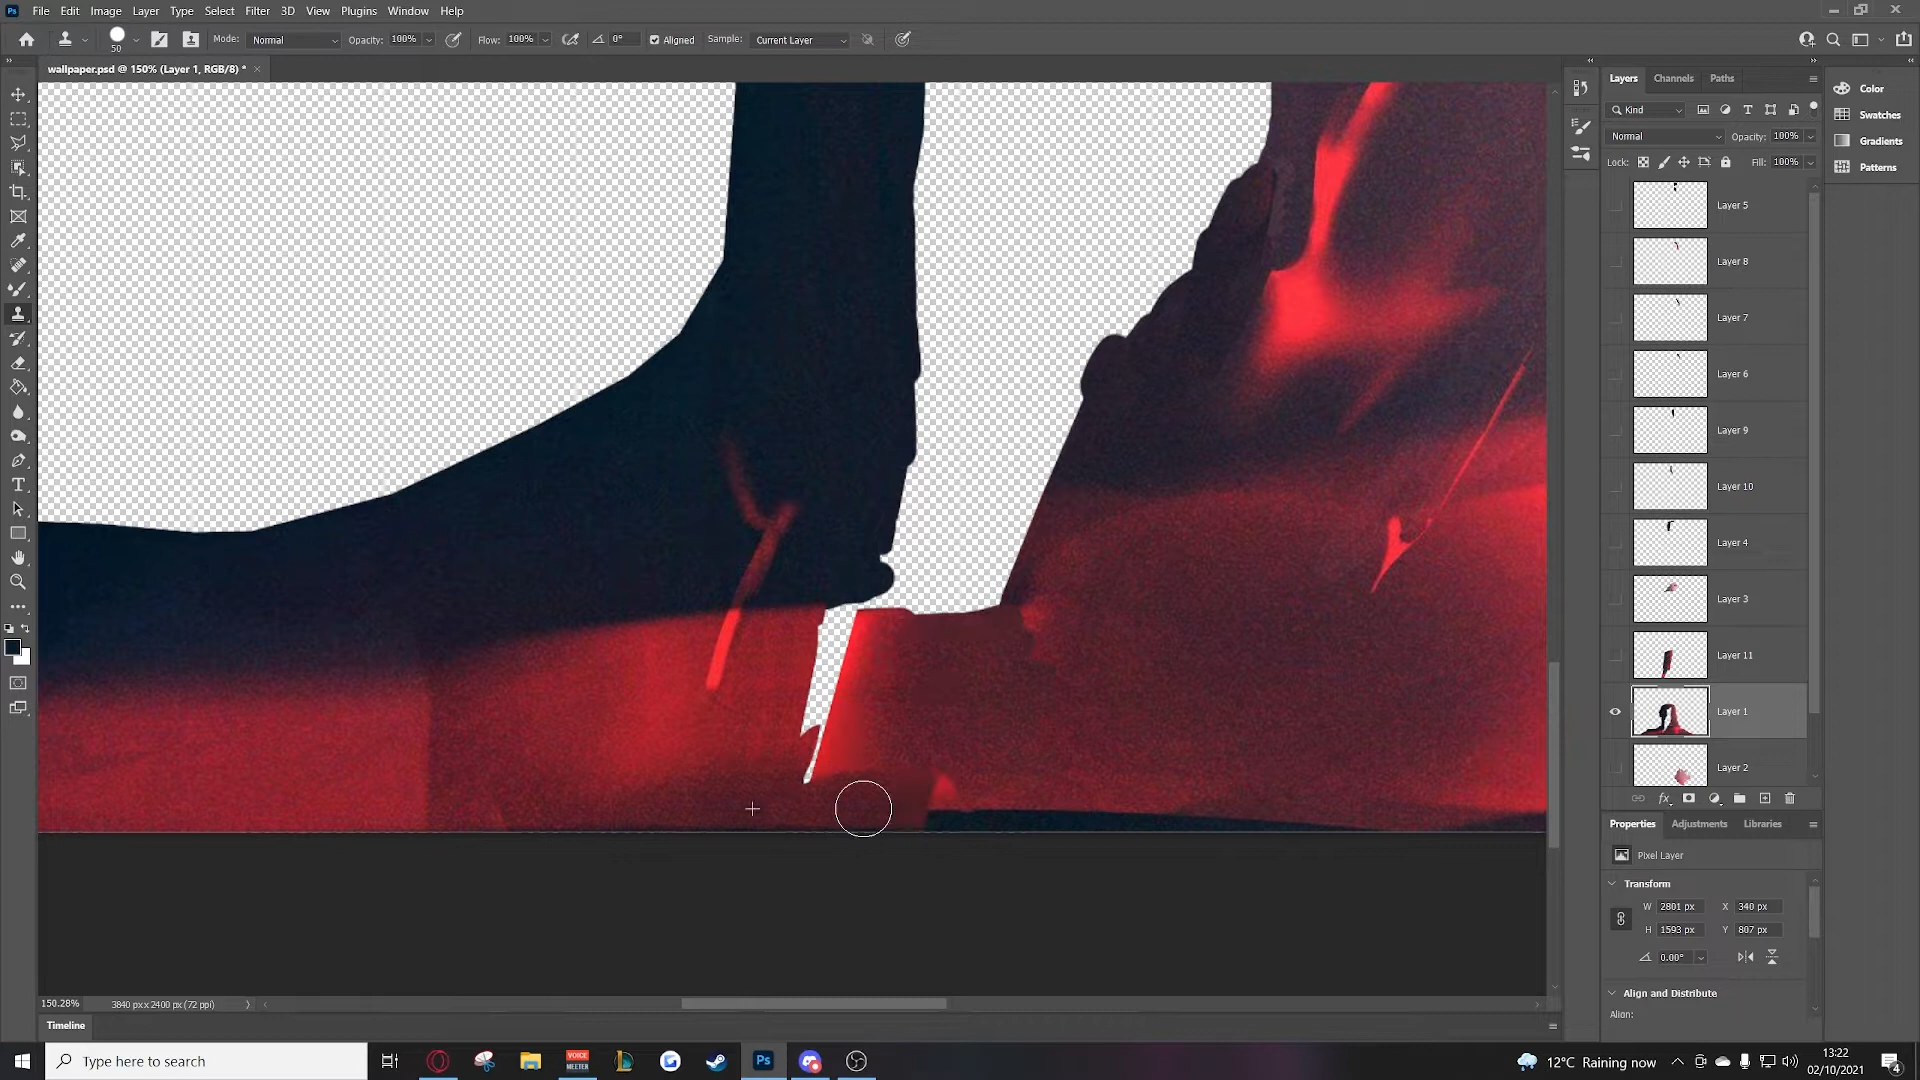 Ps File Edit Image Layer Type Select Filter 3D View Plugins Window Help
50 Mode: Normal Opacity: 100% Flow: 100% 0° Aligned Sample: Current Layer
wallpaper.psd @ 150% (Layer 1, RGB/8) * ×
Layers Channels Paths
Kind
Normal Opacity: 100%
Lock: Fill: 100%
Layer 5
Layer 8
Layer 7
Layer 6
Layer 9
Layer 10
Layer 4
Layer 3
Layer 11
Layer 1
Layer 2
fx
Color
Swatches
Gradients
Patterns
Properties Adjustments Libraries
Pixel Layer
Transform
W 2801 px X 340 px
H 1593 px Y 807 px
0.00°
Align and Distribute
Align:
150.28% 3840 px x 2400 px (72 ppi)
Timeline
Type here to search
VOICE
MEETER
Ps
12°C Raining now
13:22
02/10/2021
4